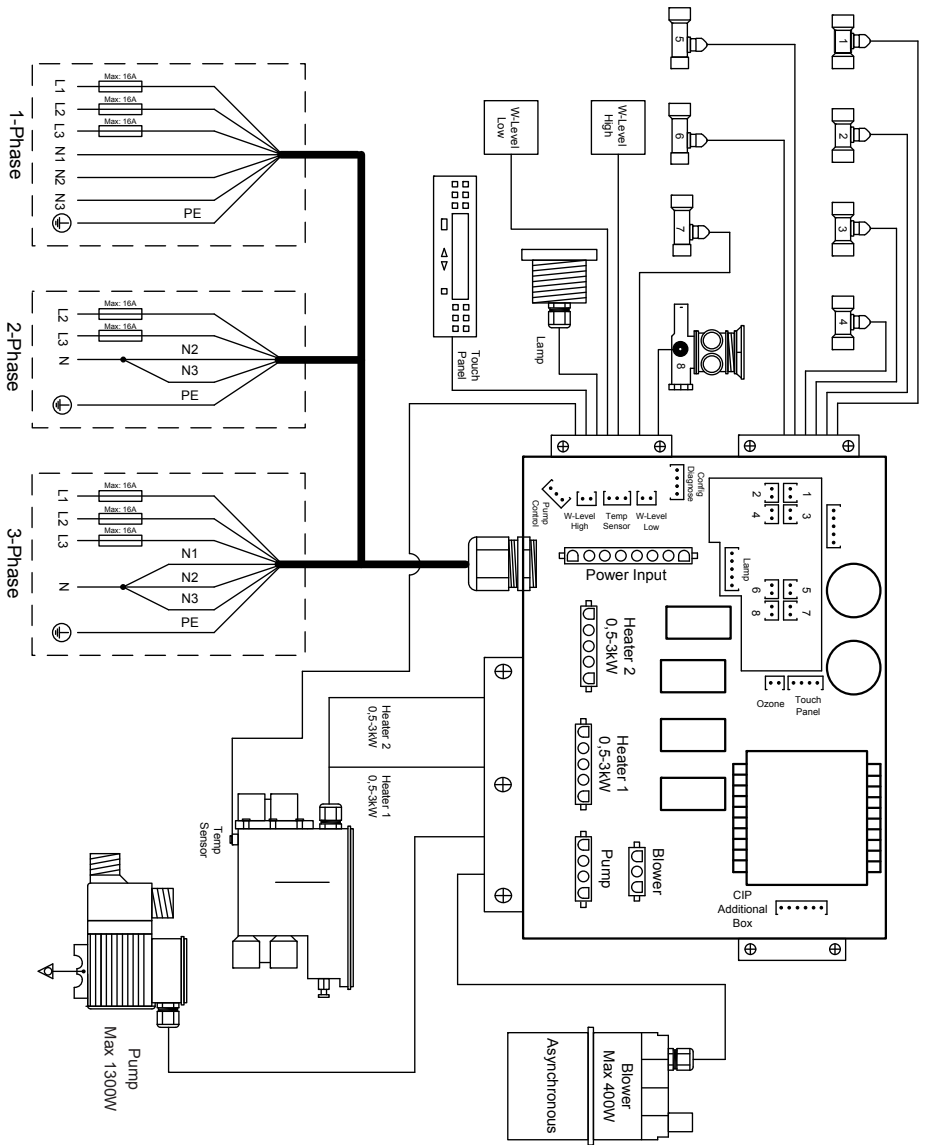 5
1
6
2
7
3
4
8
W-Level
Low
W-Level
High
Touch
Panel
Lamp
L1
Max: 16A
L2
Max: 16A
L3
Max: 16A
N1
N2
N3
PE
1-Phase
L2
Max: 16A
L3
Max: 16A
N
N2
N3
PE
2-Phase
L1
Max: 16A
L2
Max: 16A
L3
Max: 16A
N
N1
N2
N3
PE
3-Phase
Config
Diagnose
Pump
Control
W-Level
High
Temp
Sensor
W-Level
Low
Power Input
1
3
2
4
Lamp
5
7
6
8
Ozone
Touch
Panel
Heater 2
0,5-3kW
Heater 1
0,5-3kW
Pump
Blower
CIP
Additional
Box
Heater 2
0,5-3kW
Heater 1
0,5-3kW
Temp
Sensor
Pump
Max 1300W
Blower
Max 400W
Asynchronous